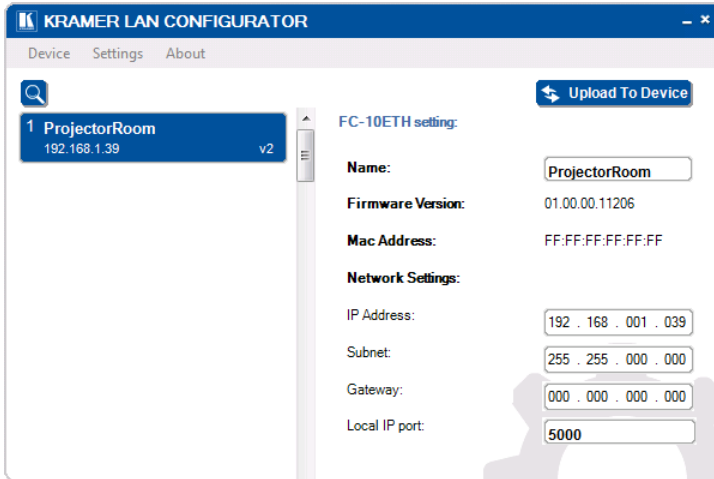 KRAMER LAN CONFIGURATOR
Device Settings About
Upload To Device
1 ProjectorRoom
192.168.1.39 v2
FC-10ETH setting:
Name: ProjectorRoom
Firmware Version: 01.00.00.11206
Mac Address: FF:FF:FF:FF:FF:FF
Network Settings:
IP Address: 192 . 168 . 001 . 039
Subnet: 255 . 255 . 000 . 000
Gateway: 000 . 000 . 000 . 000
Local IP port: 5000